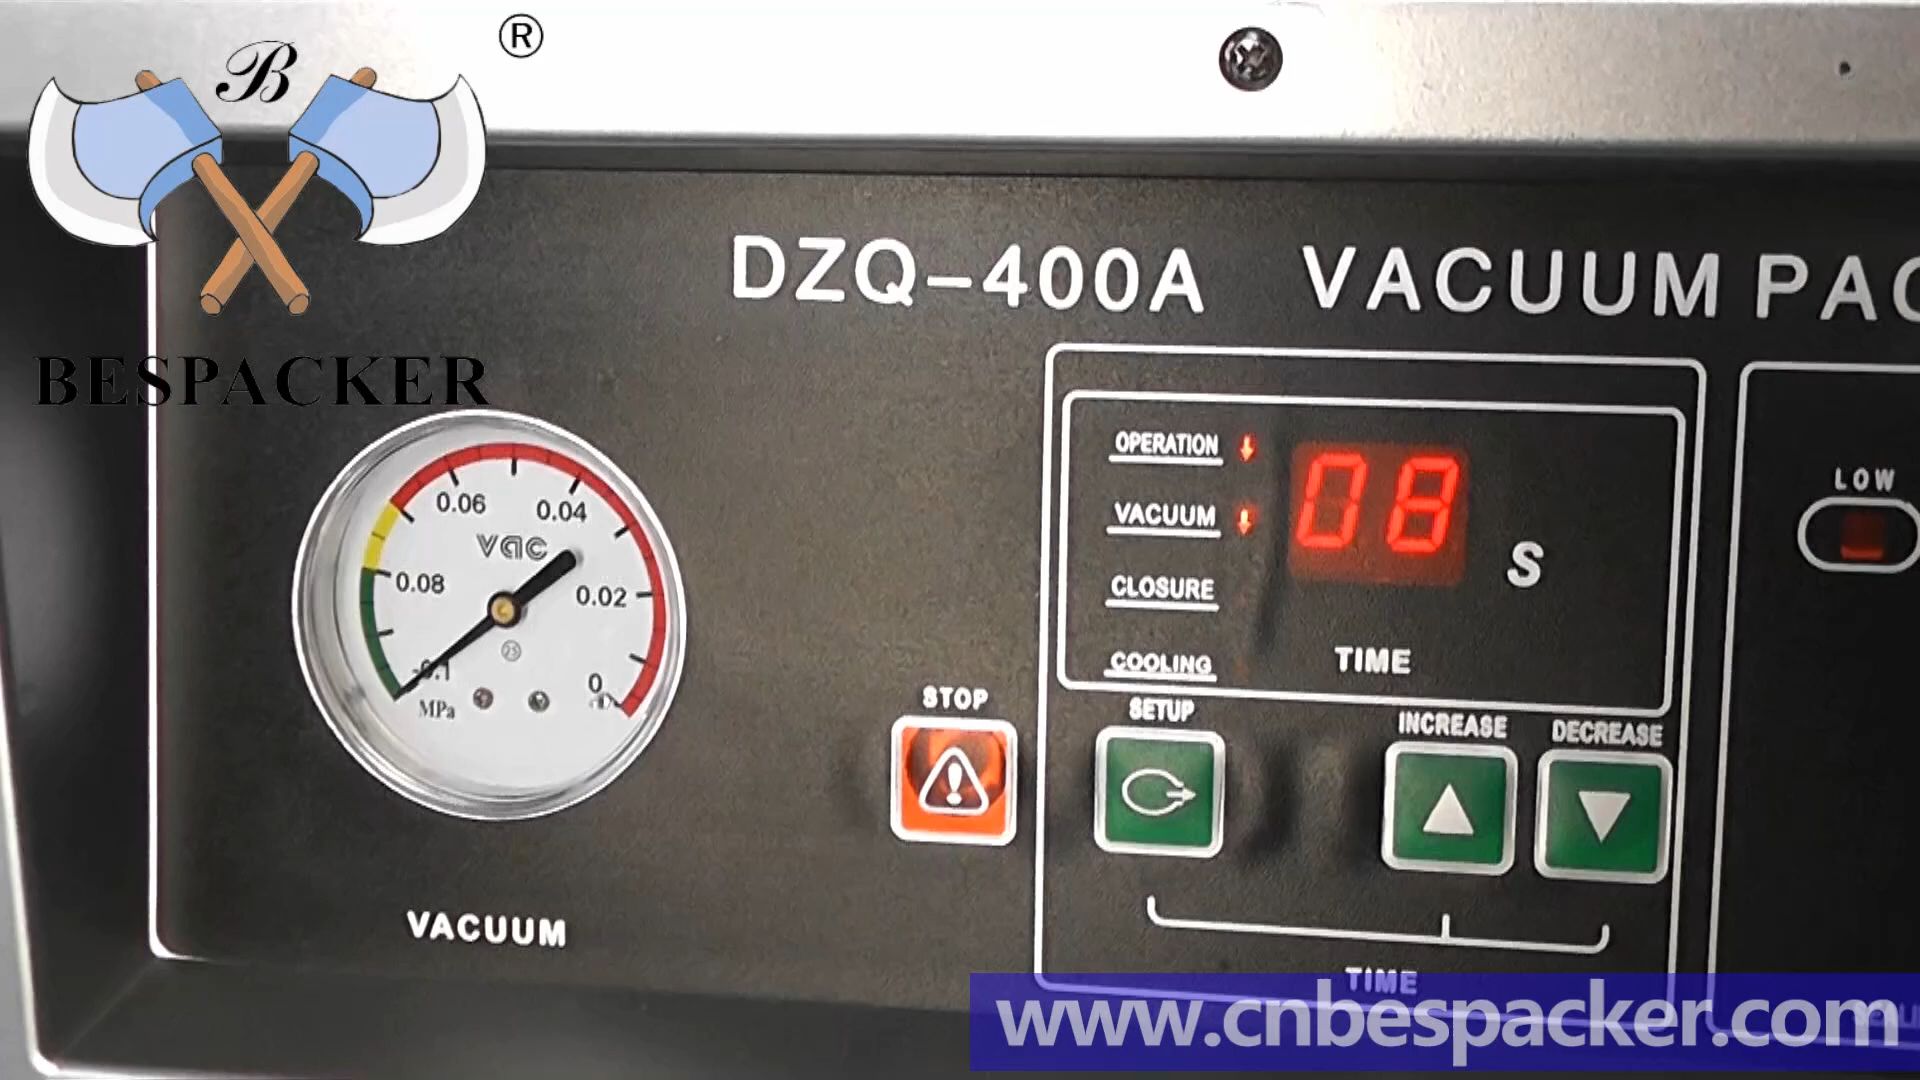 ®
B
BESPACKER
DZQ-400A VACUUM PAC
OPERATION
VACUUM
CLOSURE
COOLING
08
S
TIME
LOW
0.06
0.04
vac
0.08
0.02
-0.1
0
MPa
25
STOP
SETUP
INCREASE
DECREASE
VACUUM
TIME
www.cnbespacker.com